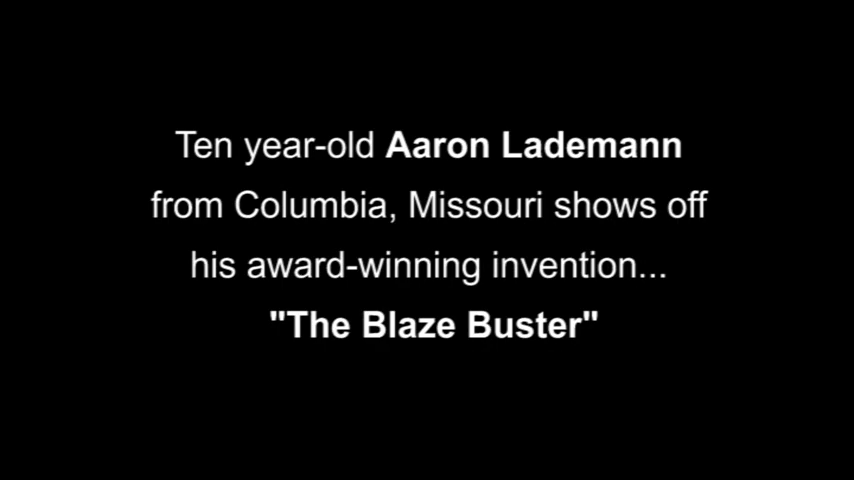 Ten year-old Aaron Lademann
from Columbia, Missouri shows off
his award-winning invention...
"The Blaze Buster"